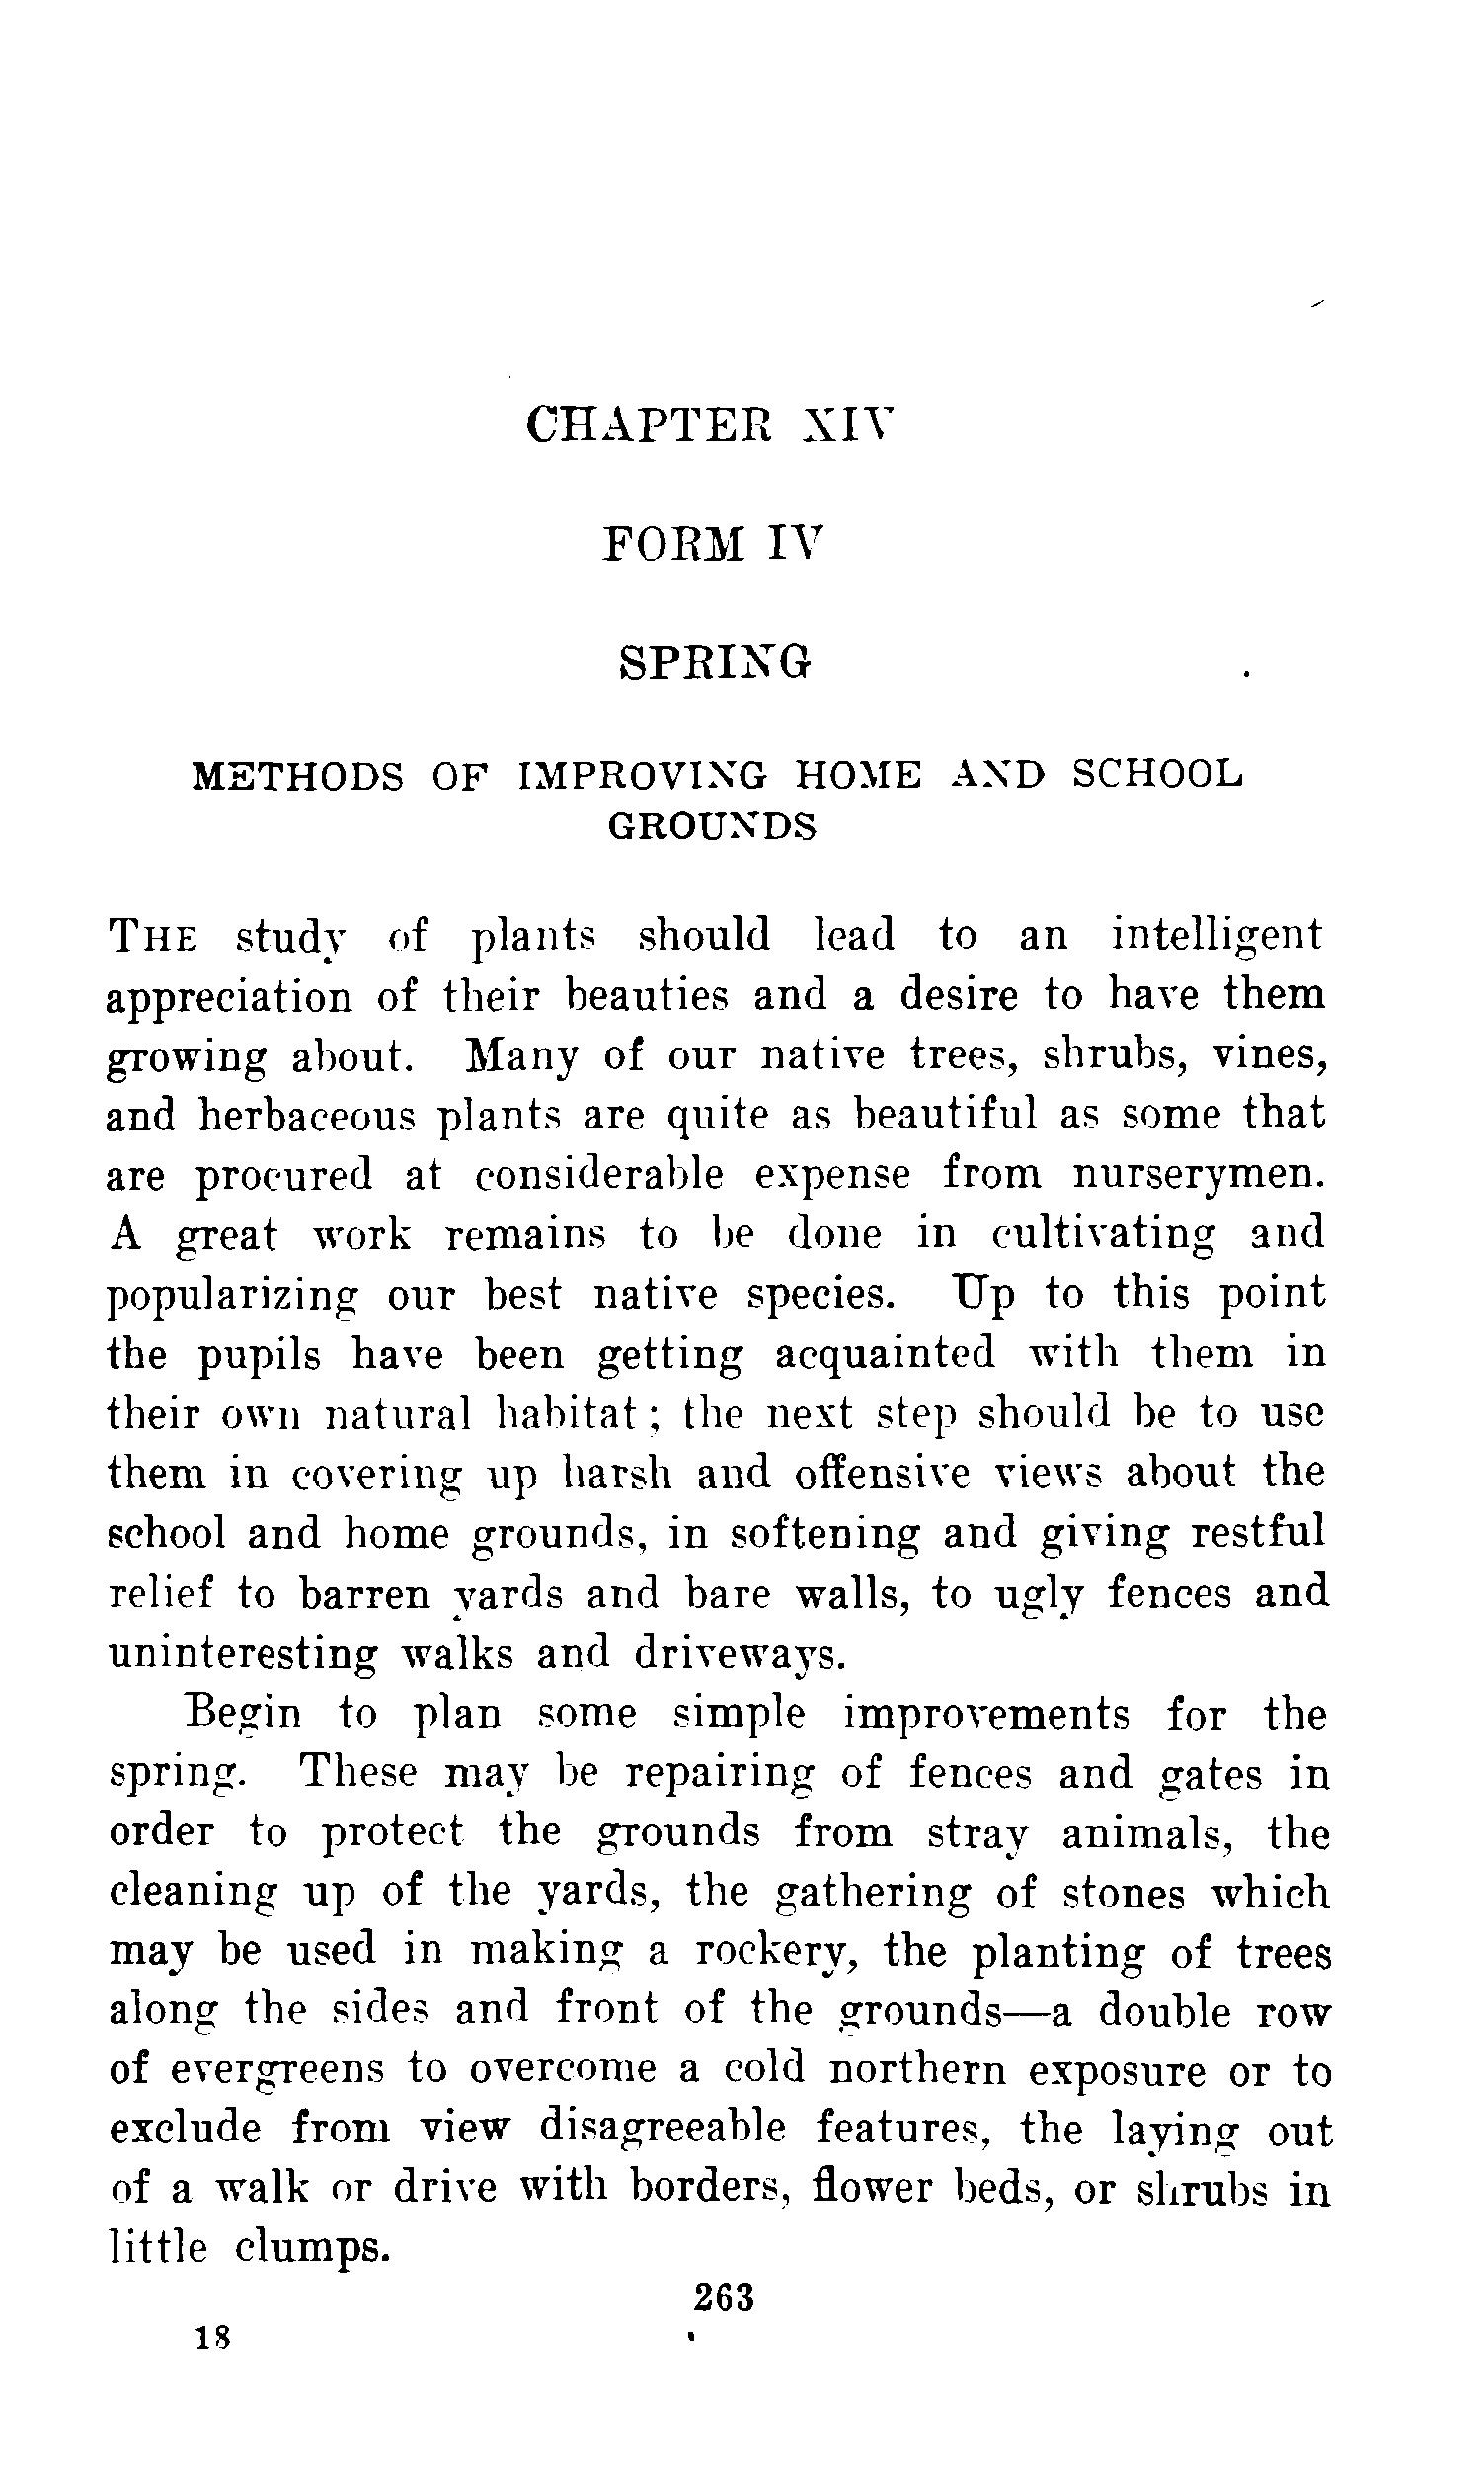 CHAPTER XIV
FORM IV
SPRING
METHODS OF IMPROVING HOME AND SCHOOL
GROUNDS
THE study of plants should lead to an intelligent
appreciation of their beauties and a desire to have them
growing about. Many of our native trees, shrubs, vines,
and herbaceous plants are quite as beautiful as some that
are procured at considerable expense from nurserymen.
A great work remains to be done in cultivating and
popularizing our best native species. Up to this point
the pupils have been getting acquainted with them in
their own natural habitat; the next step should be to use
them in covering up harsh and offensive views about the
school and home grounds, in softening and giving restful
relief to barren yards and bare walls, to ugly fences and
uninteresting walks and driveways.
Begin to plan some simple improvements for the
spring. These may be repairing of fences and gates in
order to protect the grounds from stray animals, the
cleaning up of the yards, the gathering of stones which
may be used in making a rockery, the planting of trees
along the sides and front of the grounds—a double row
of evergreens to overcome a cold northern exposure or to
exclude from view disagreeable features, the laying out
of a walk or drive with borders, flower beds, or shrubs in
little clumps.
263
18